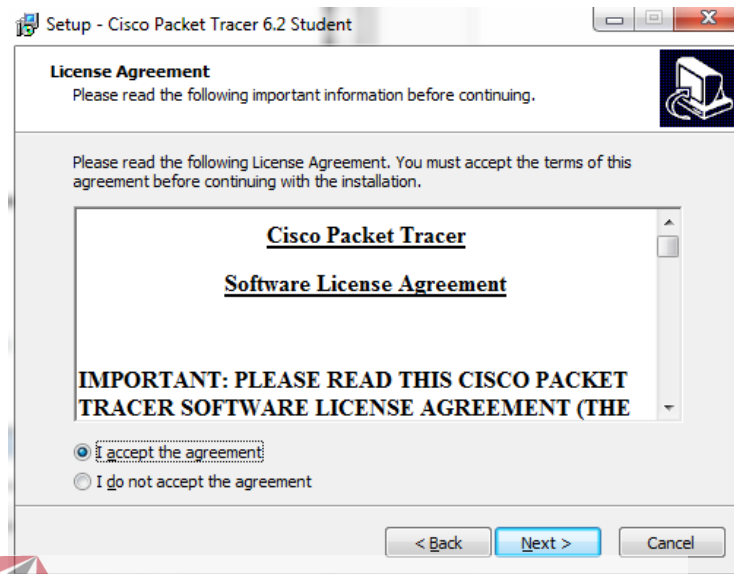 Setup - Cisco Packet Tracer 6.2 Student
License Agreement
Please read the following important information before continuing.
Please read the following License Agreement. You must accept the terms of this
agreement before continuing with the installation.
Cisco Packet Tracer
Software License Agreement
IMPORTANT: PLEASE READ THIS CISCO PACKET
TRACER SOFTWARE LICENSE AGREEMENT (THE
I accept the agreement
I do not accept the agreement
< Back Next > Cancel